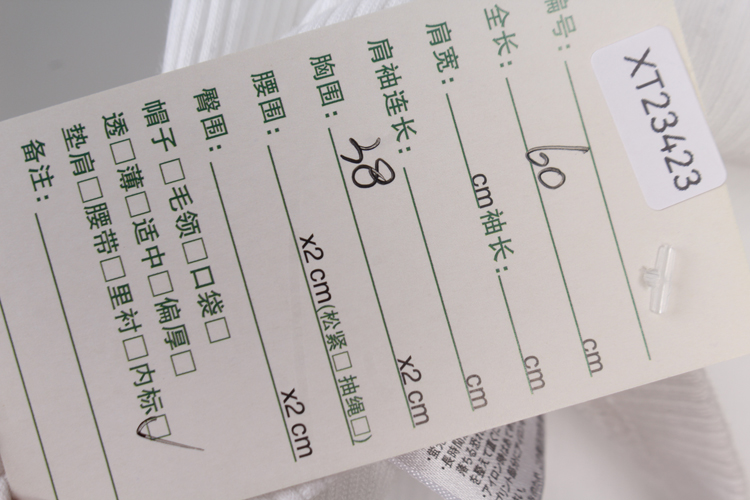 编号：XT23423
全长：60 cm
肩宽： cm 袖长： cm
肩袖连长： cm
胸围：38 x2 cm
腰围： x2 cm(松紧□ 抽绳□)
臀围： x2 cm
帽子□毛领□口袋□
透□薄□适中□偏厚□
垫肩□腰带□里衬□内标☑
备注：